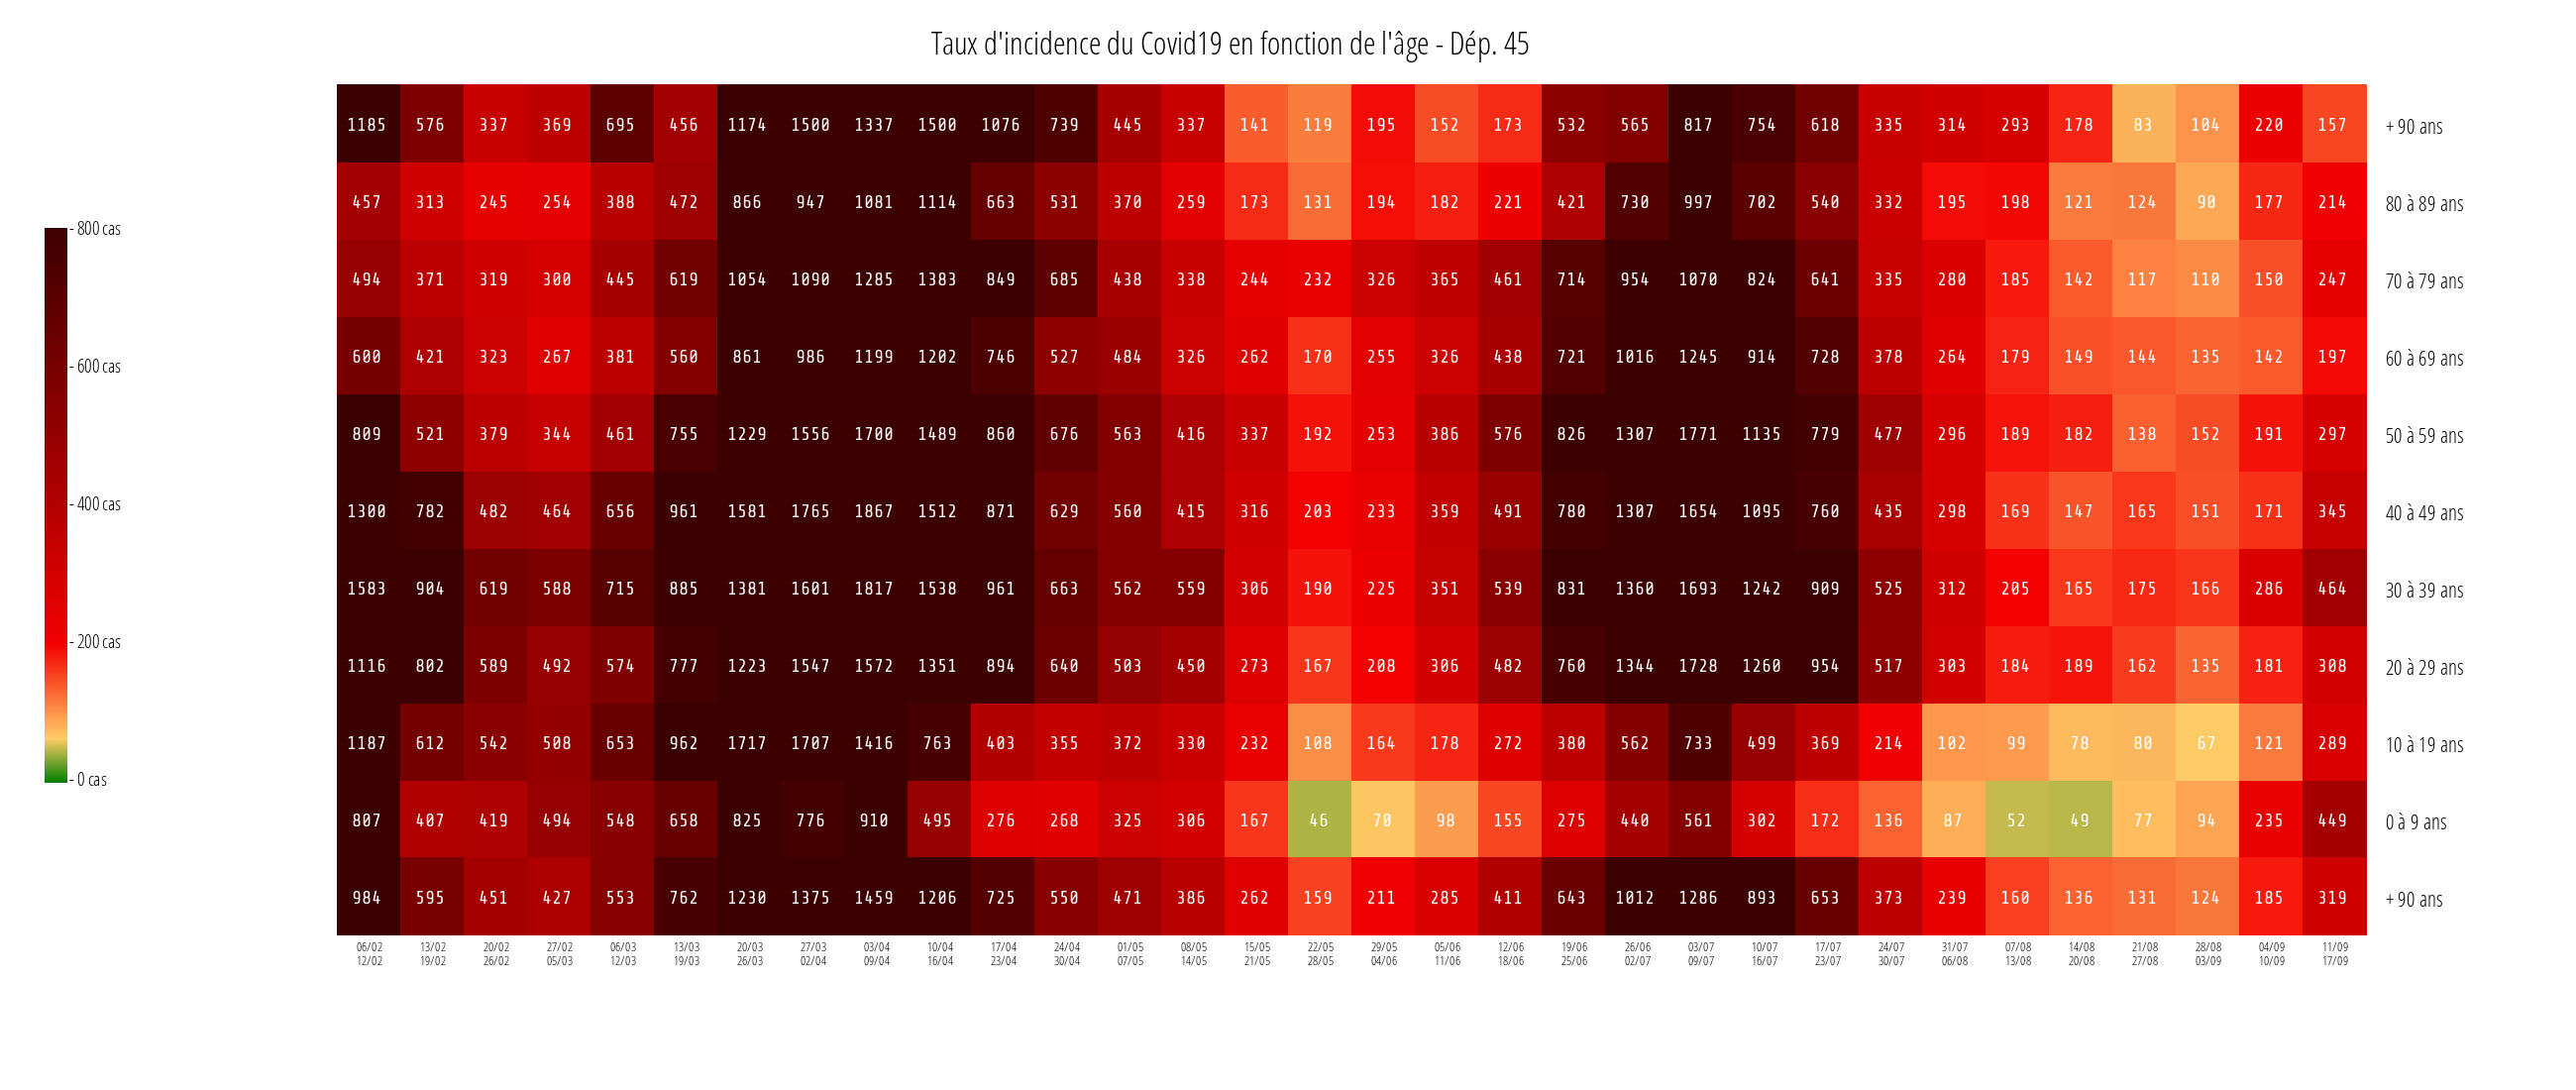 Taux d'incidence du Covid19 en fonction de l'âge - Dép. 45
1185 576 337 369 695 456 1174 1500 1337 1500 1076 739 445 337 141 119 195 152 173 532 565 817 754 618 335 314 293 178 83 104 220 157 + 90 ans
457 313 245 254 388 472 866 947 1081 1114 663 531 370 259 173 131 194 182 221 421 730 997 702 540 332 195 198 121 124 90 177 214 80 à 89 ans
- 800 cas
494 371 319 300 445 619 1054 1090 1285 1383 849 685 438 338 244 232 326 365 461 714 954 1070 824 641 335 280 185 142 117 110 150 247 70 à 79 ans
600 421 323 267 381 560 861 986 1199 1202 746 527 484 326 262 170 255 326 438 721 1016 1245 914 728 378 264 179 149 144 135 142 197 60 à 69 ans
- 600 cas
809 521 379 344 461 755 1229 1556 1700 1489 860 676 563 416 337 192 253 386 576 826 1307 1771 1135 779 477 296 189 182 138 152 191 297 50 à 59 ans
- 400 cas
1300 782 482 464 656 961 1581 1765 1867 1512 871 629 560 415 316 203 233 359 491 780 1307 1654 1095 760 435 298 169 147 165 151 171 345 40 à 49 ans
1583 904 619 588 715 885 1381 1601 1817 1538 961 663 562 559 306 190 225 351 539 831 1360 1693 1242 909 525 312 205 165 175 166 286 464 30 à 39 ans
- 200 cas
1116 802 589 492 574 777 1223 1547 1572 1351 894 640 503 450 273 167 208 306 482 760 1344 1728 1260 954 517 303 184 189 162 135 181 308 20 à 29 ans
1187 612 542 508 653 962 1717 1707 1416 763 403 355 372 330 232 108 164 178 272 380 562 733 499 369 214 102 99 78 80 67 121 289 10 à 19 ans
- 0 cas
807 407 419 494 548 658 825 776 910 495 276 268 325 306 167 46 70 98 155 275 440 561 302 172 136 87 52 49 77 94 235 449 0 à 9 ans
984 595 451 427 553 762 1230 1375 1459 1206 725 550 471 386 262 159 211 285 411 643 1012 1286 893 653 373 239 160 136 131 124 185 319 + 90 ans
06/02 13/02 20/02 27/02 06/03 13/03 20/03 27/03 03/04 10/04 17/04 24/04 01/05 08/05 15/05 22/05 29/05 05/06 12/06 19/06 26/06 03/07 10/07 17/07 24/07 31/07 07/08 14/08 21/08 28/08 04/09 11/09
12/02 19/02 26/02 05/03 12/03 19/03 26/03 02/04 09/04 16/04 23/04 30/04 07/05 14/05 21/05 28/05 04/06 11/06 18/06 25/06 02/07 09/07 16/07 23/07 30/07 06/08 13/08 20/08 27/08 03/09 10/09 17/09